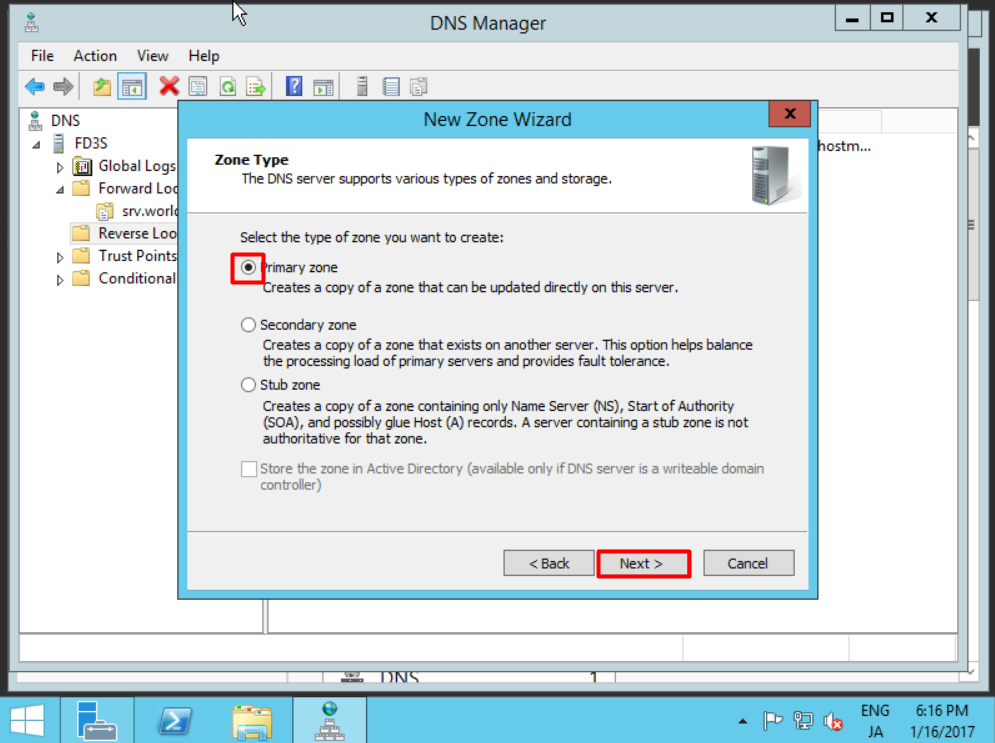 DNS Manager
File Action View Help
DNS
FD3S
Global Logs
Forward Loo
srv.world
Reverse Loo
Trust Points
Conditional
hostm...
New Zone Wizard
Zone Type
The DNS server supports various types of zones and storage.
Select the type of zone you want to create:
Primary zone
Creates a copy of a zone that can be updated directly on this server.
Secondary zone
Creates a copy of a zone that exists on another server. This option helps balance
the processing load of primary servers and provides fault tolerance.
Stub zone
Creates a copy of a zone containing only Name Server (NS), Start of Authority
(SOA), and possibly glue Host (A) records. A server containing a stub zone is not
authoritative for that zone.
Store the zone in Active Directory (available only if DNS server is a writeable domain
controller)
< Back Next > Cancel
DNS 1
ENG 6:16 PM
JA 1/16/2017